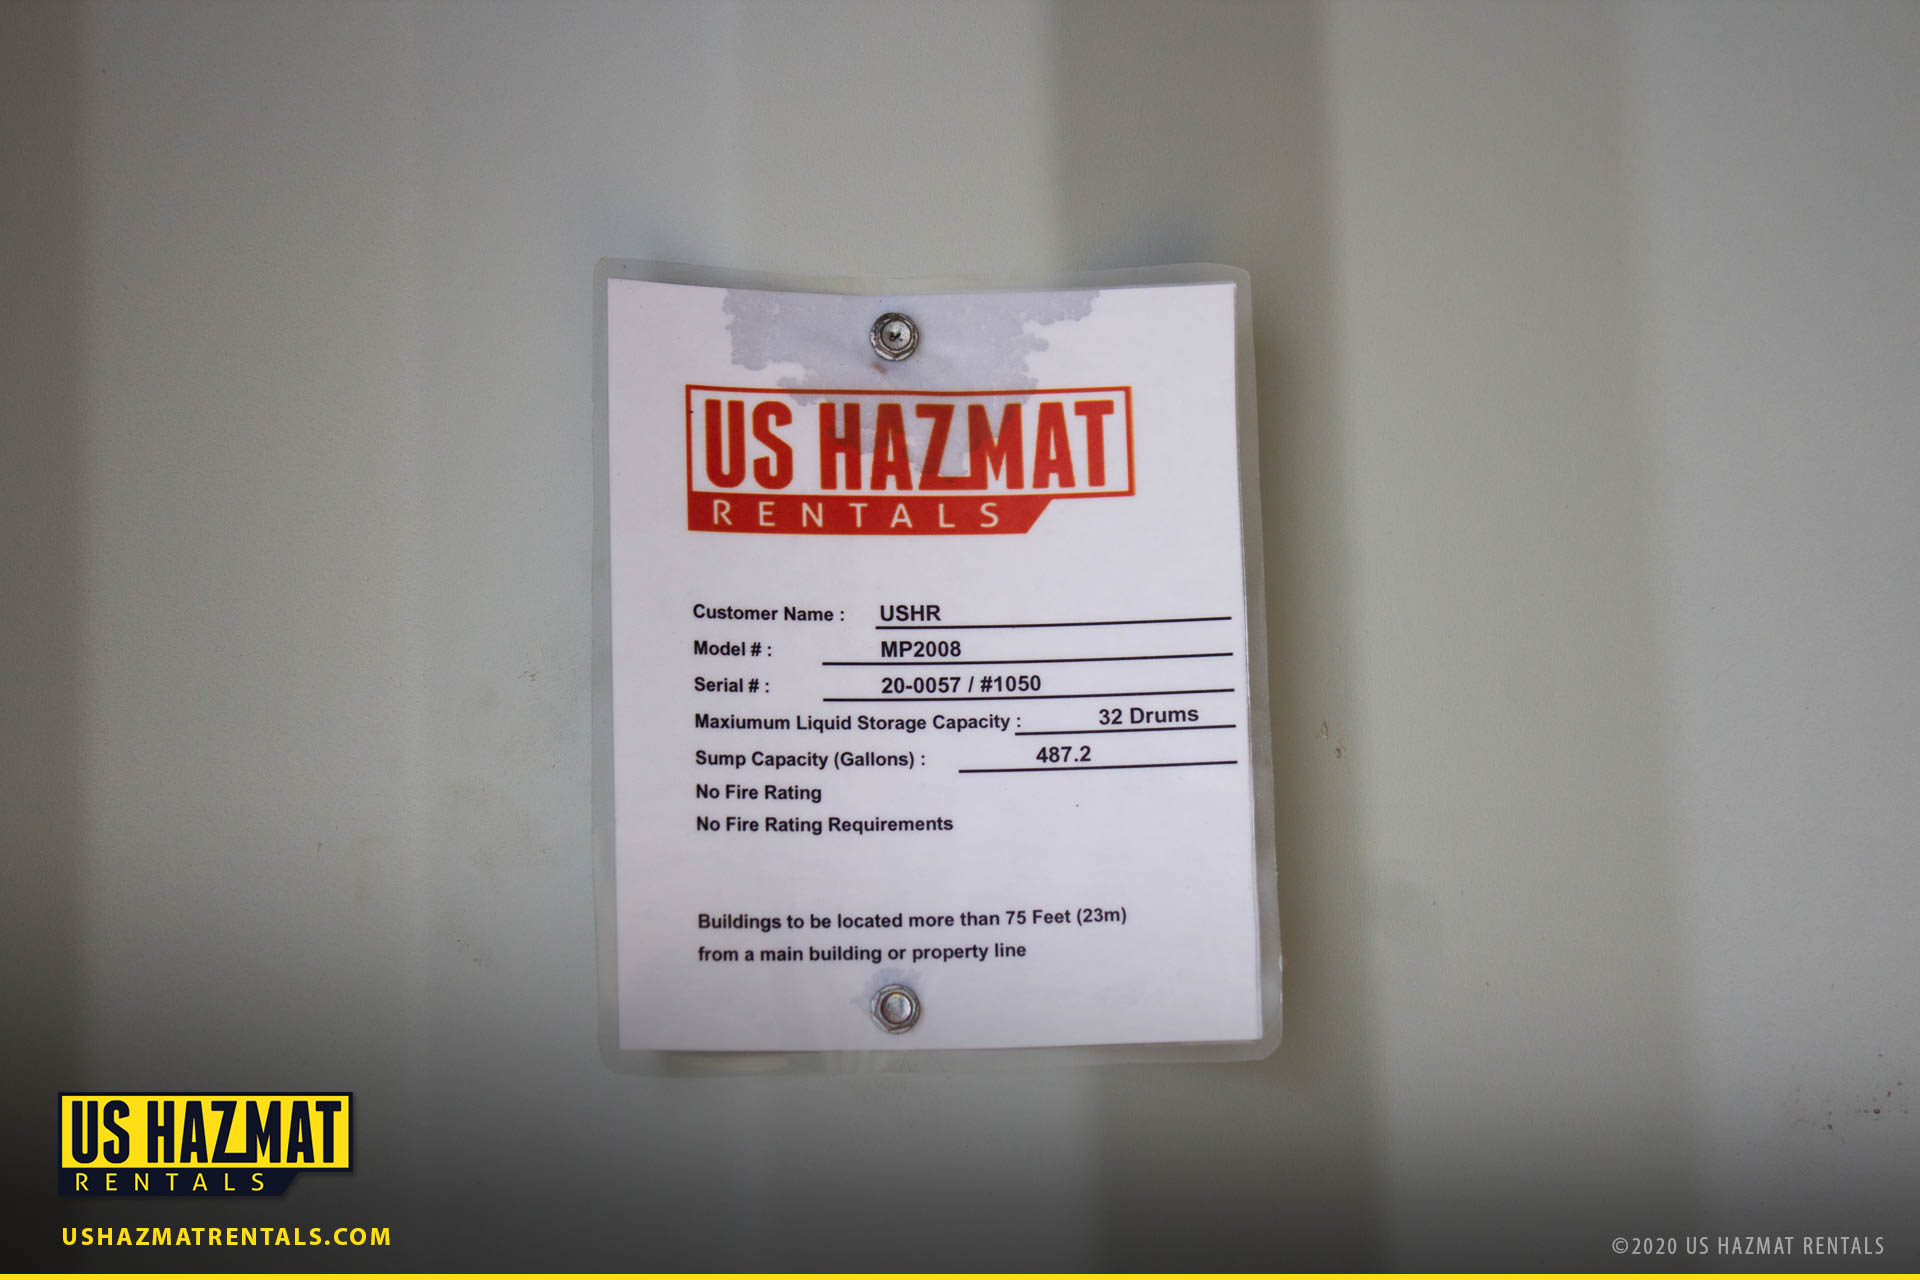 US HAZMAT
RENTALS
Customer Name : USHR
Model # : MP2008
Serial # : 20-0057 / #1050
Maxiumum Liquid Storage Capacity : 32 Drums
Sump Capacity (Gallons) : 487.2
No Fire Rating
No Fire Rating Requirements
Buildings to be located more than 75 Feet (23m)
from a main building or property line
US HAZMAT
RENTALS
USHAZMATRENTALS.COM
©2020 US HAZMAT RENTALS